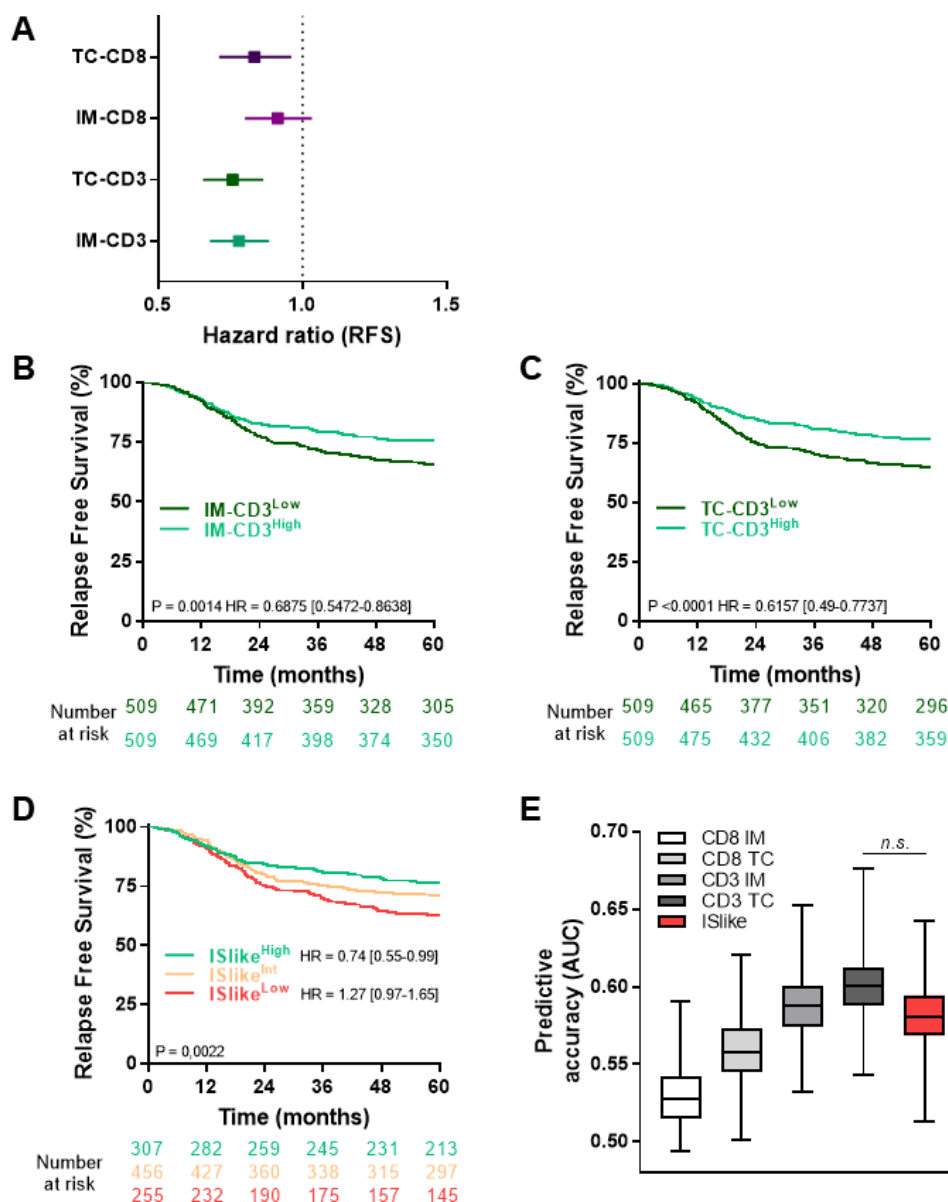 A
TC-CD8
IM-CD8
TC-CD3
IM-CD3
0.5 1.0 1.5
Hazard ratio (RFS)
B
Relapse Free Survival (%)
100
75
50
25
0
IM-CD3Low
IM-CD3High
P = 0.0014 HR = 0.6875 [0.5472-0.8638]
0 12 24 36 48 60
Time (months)
Number at risk
509 471 392 359 328 305
509 469 417 398 374 350
C
Relapse Free Survival (%)
100
75
50
25
0
TC-CD3Low
TC-CD3High
P <0.0001 HR = 0.6157 [0.49-0.7737]
0 12 24 36 48 60
Time (months)
Number at risk
509 465 377 351 320 296
509 475 432 406 382 359
D
Relapse Free Survival (%)
100
75
50
25
0
ISlikeHigh HR = 0.74 [0.55-0.99]
ISlikeInt
ISlikeLow HR = 1.27 [0.97-1.65]
P = 0,0022
0 12 24 36 48 60
Time (months)
Number at risk
307 282 259 245 231 213
456 427 360 338 315 297
255 232 190 175 157 145
E
Predictive
accuracy (AUC)
0.70
0.65
0.60
0.55
0.50
CD8 IM
CD8 TC
CD3 IM
CD3 TC
ISlike
n.s.